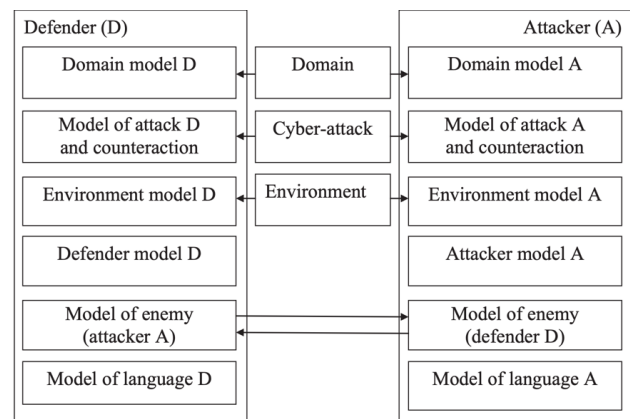 Defender (D)
Attacker (A)
Domain model D
Domain
Domain model A
Model of attack D
and counteraction
Cyber-attack
Model of attack A
and counteraction
Environment model D
Environment
Environment model A
Defender model D
Attacker model A
Model of enemy
(attacker A)
Model of enemy
(defender D)
Model of language D
Model of language A